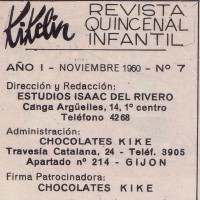 Kikelin
REVISTA
QUINCENAL
INFANTIL
AÑO I - NOVIEMBRE 1960 - Nº 7
Dirección y Redacción:
ESTUDIOS ISAAC DEL RIVERO
Canga Argüelles, 14, 1º centro
Teléfono 4268
Administración:
CHOCOLATES KIKE
Travesía Catalana, 24 - Teléf. 3905
Apartado nº 214 - GIJON
Firma Patrocinadora:
CHOCOLATES KIKE